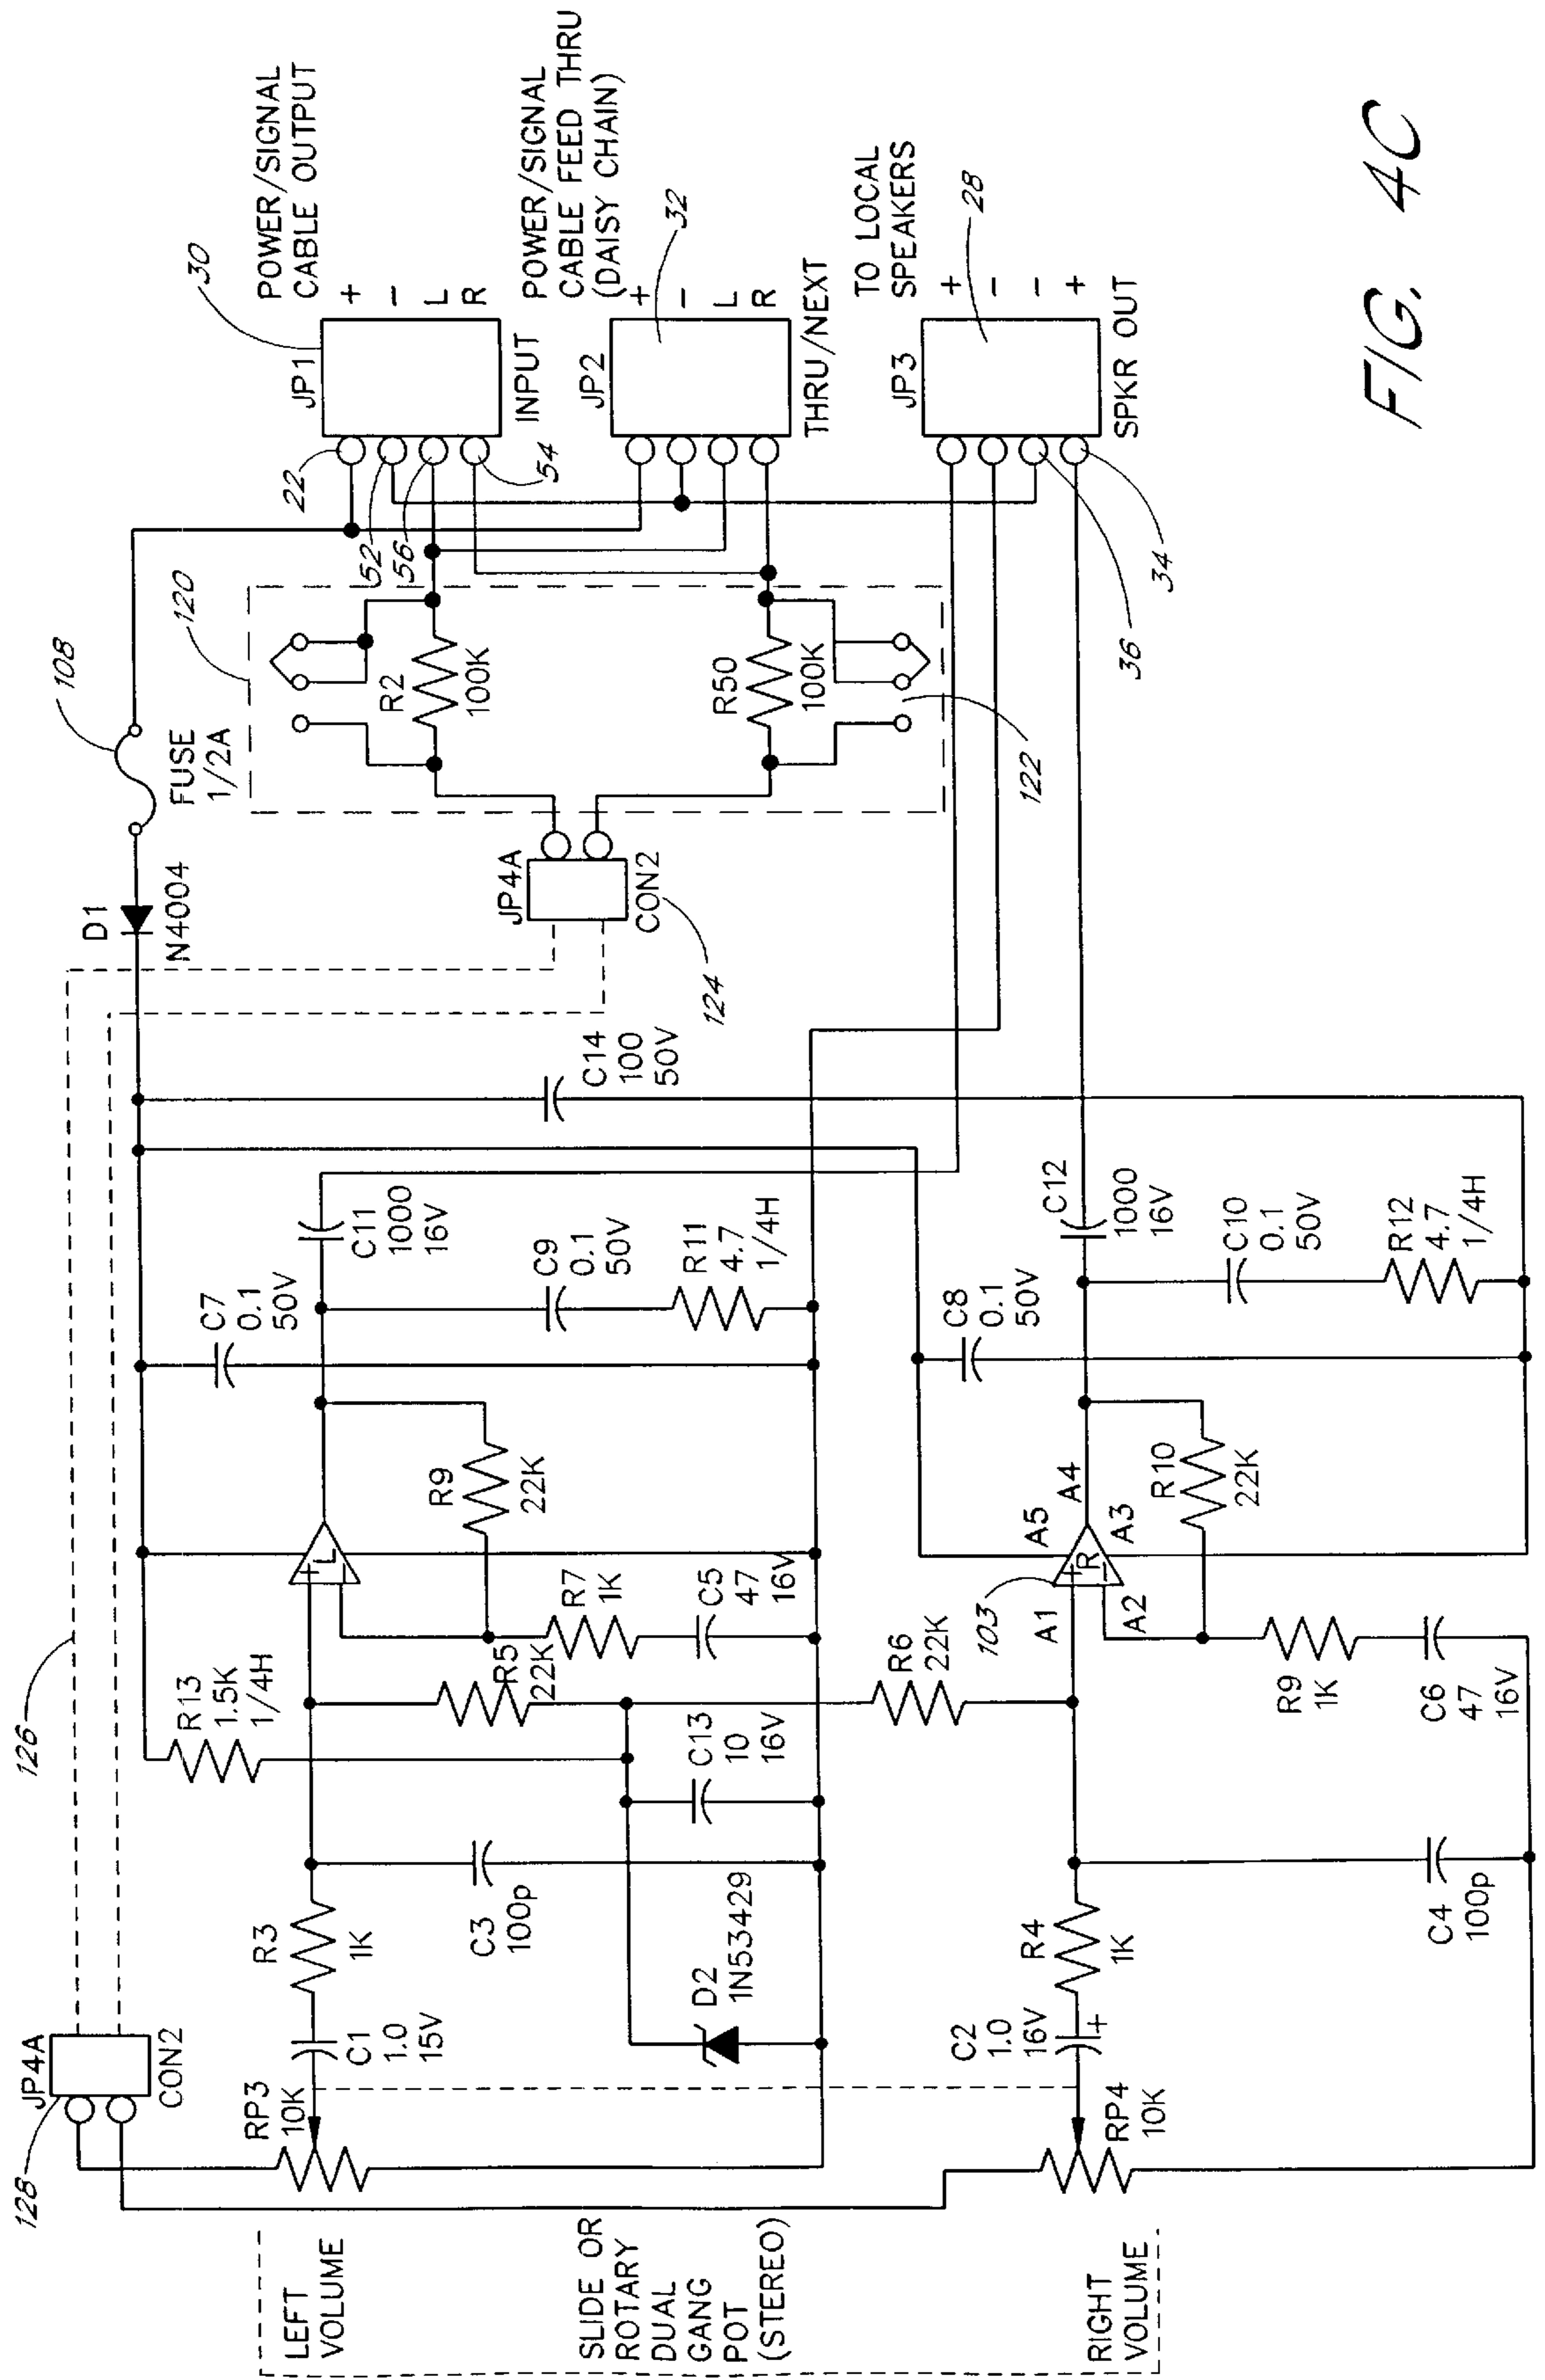 128
JP4A
CON2
126
LEFT
VOLUME
SLIDE OR
ROTARY
DUAL
GANG
POT
(STEREO)
RIGHT
VOLUME
RP3
10K
C1
1.0
15V
R3
1K
C3
100p
D2
1N53429
R13
1.5K
1/4H
C13
10
16V
R5
22K
R7
1K
C5
47
16V
+
L
−
R9
22K
C7
0.1
50V
C11
1000
16V
C9
0.1
50V
R11
4.7
1/4H
RP4
10K
C2
1.0
16V
+
R4
1K
C4
100p
R6
22K
103
A1
A2
+
R
−
A5
A4
A3
R9
1K
C6
47
16V
R10
22K
C8
0.1
50V
C12
1000
16V
C10
0.1
50V
R12
4.7
1/4H
C14
100
50V
D1
N4004
FUSE
1/2A
108
120
R2
100K
R50
100K
122
JP4A
CON2
124
22
52
56
54
JP1
INPUT
30
POWER/SIGNAL
CABLE OUTPUT
+
−
L
R
JP2
THRU/NEXT
32
POWER/SIGNAL
CABLE FEED THRU
(DAISY CHAIN)
+
−
L
R
JP3
SPKR OUT
28
TO LOCAL
SPEAKERS
+
−
−
+
36
34
FIG. 4C